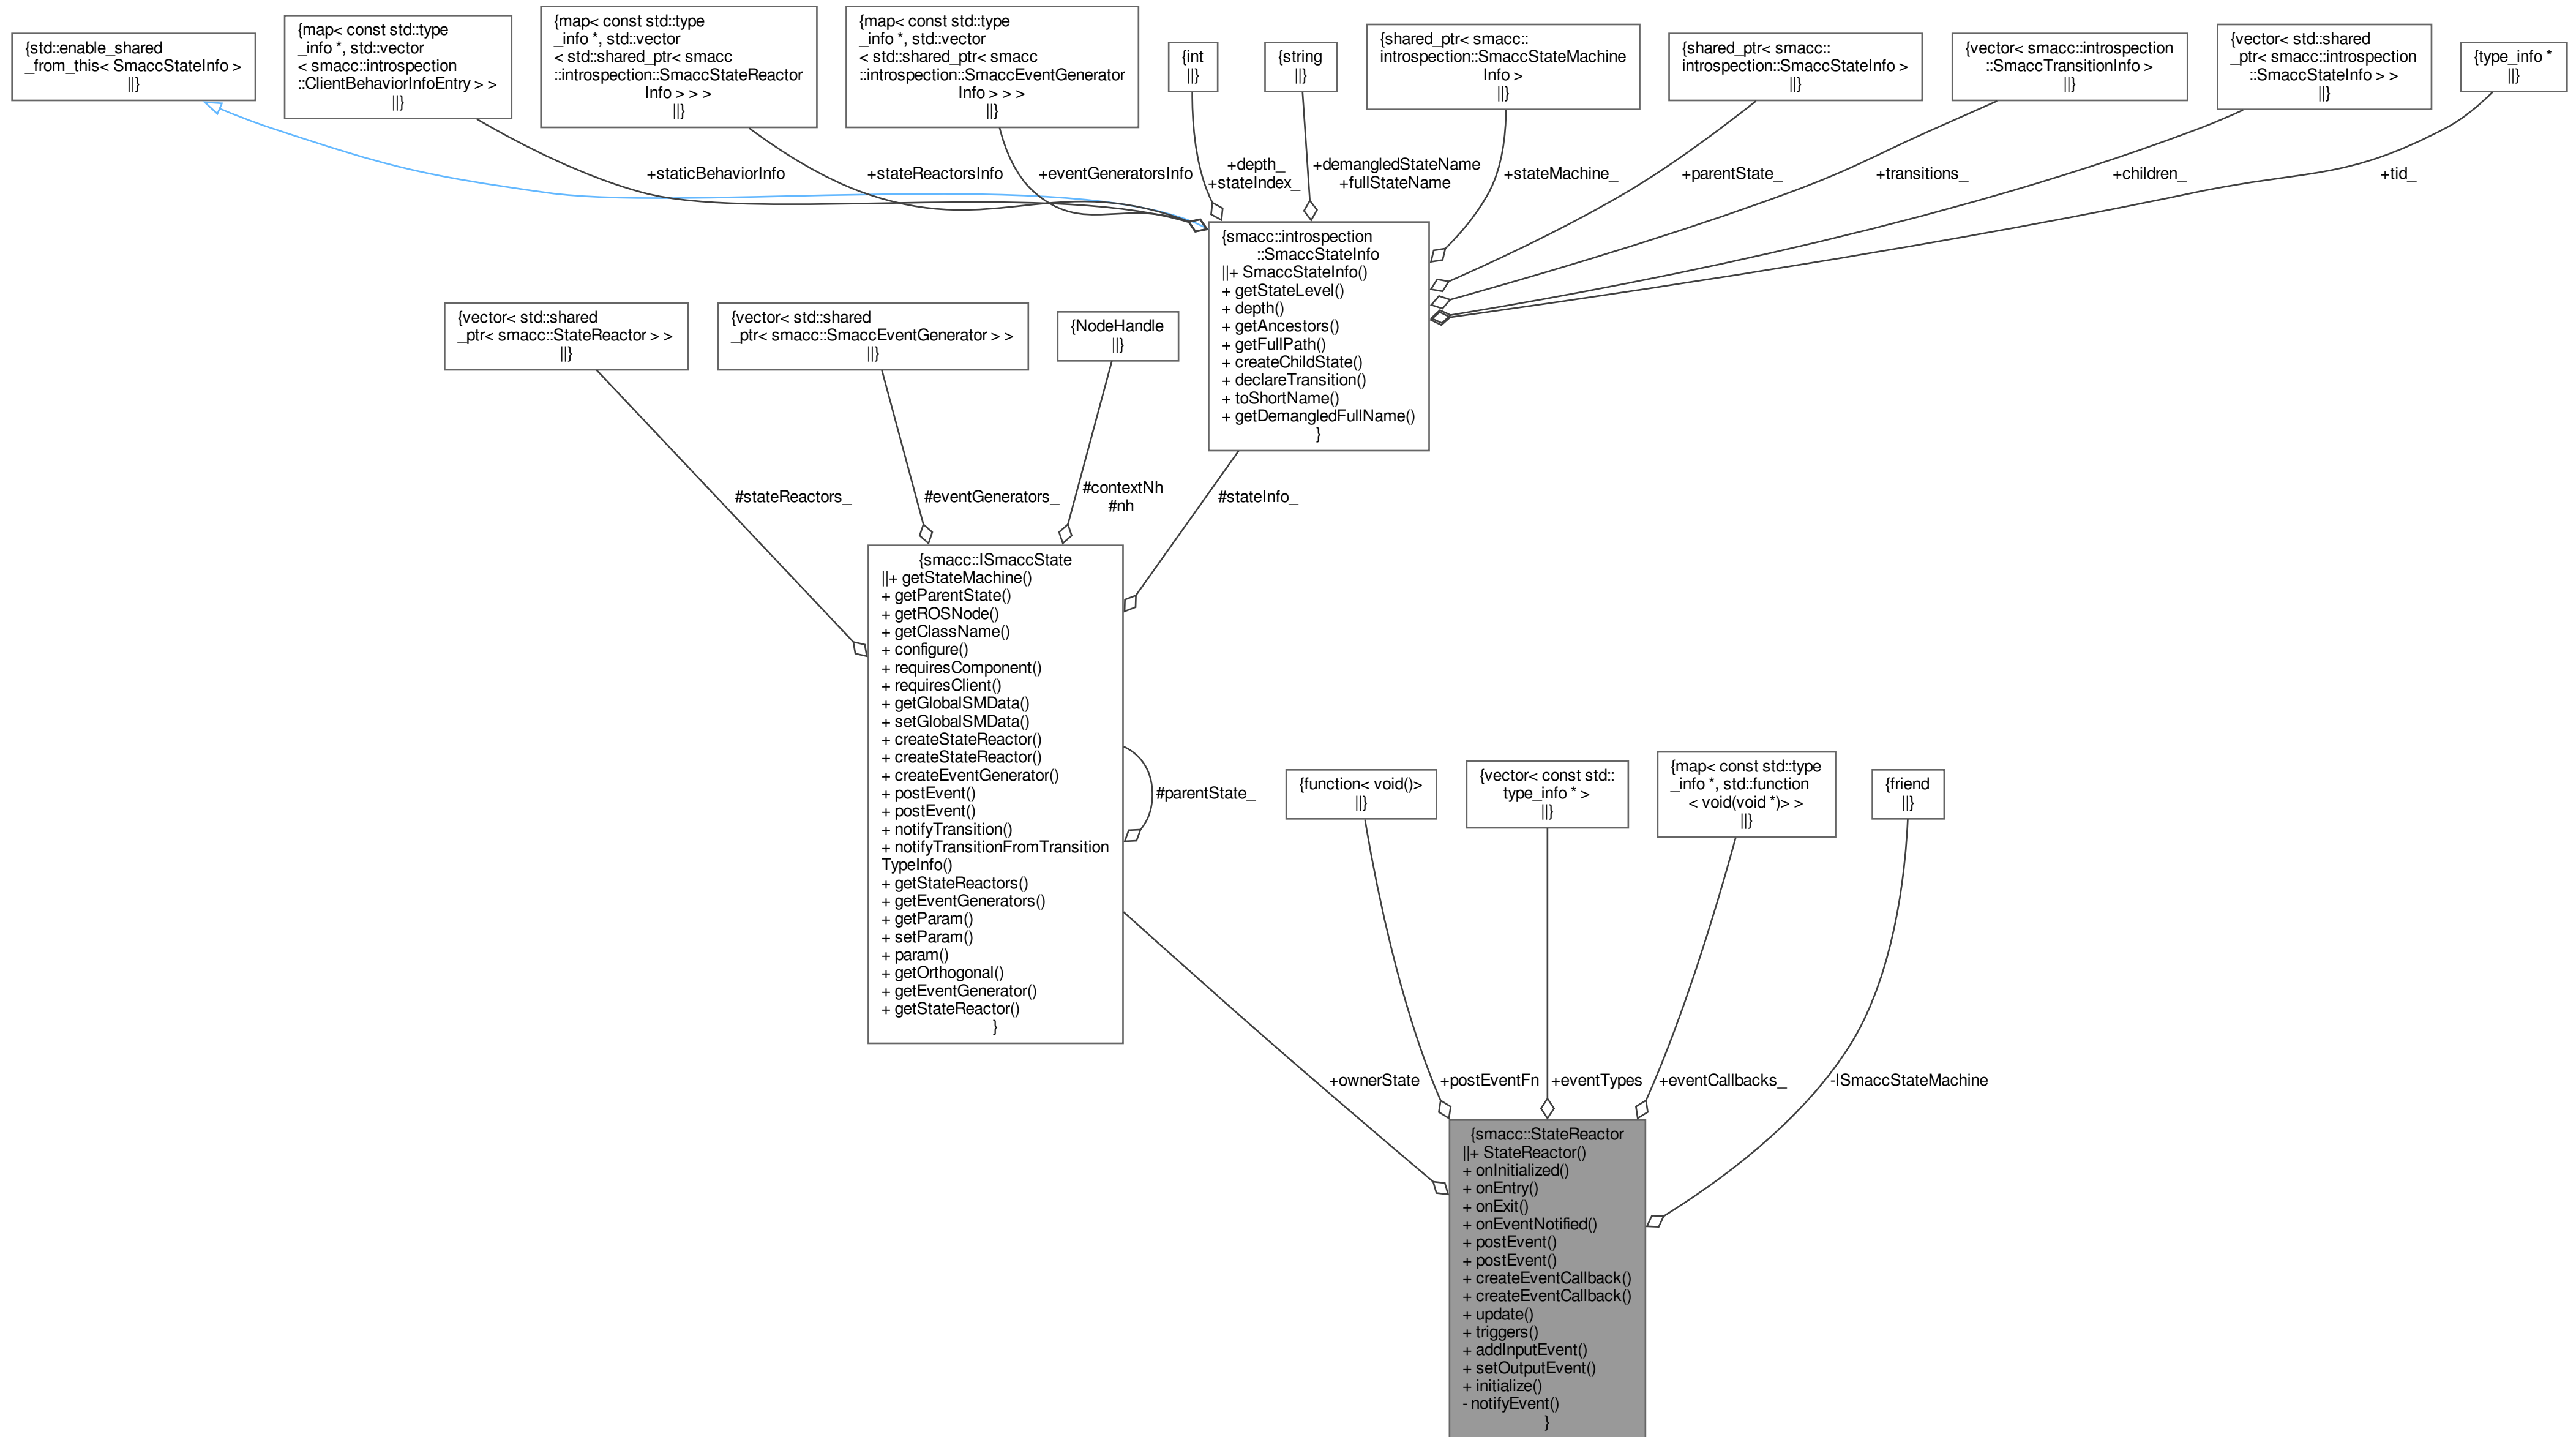 {std::enable_shared
_from_this< SmaccStateInfo >
||}
{map< const std::type
_info *, std::vector
< smacc::introspection
::ClientBehaviorInfoEntry > >
||}
{map< const std::type
_info *, std::vector
< std::shared_ptr< smacc
::introspection::SmaccStateReactor
Info > > >
||}
{map< const std::type
_info *, std::vector
< std::shared_ptr< smacc
::introspection::SmaccEventGenerator
Info > > >
||}
{int
||}
{string
||}
{shared_ptr< smacc::
introspection::SmaccStateMachine
Info >
||}
{shared_ptr< smacc::
introspection::SmaccStateInfo >
||}
{vector< smacc::introspection
::SmaccTransitionInfo >
||}
{vector< std::shared
_ptr< smacc::introspection
::SmaccStateInfo > >
||}
{type_info *
||}
+staticBehaviorInfo
+stateReactorsInfo
+eventGeneratorsInfo
+depth_
+stateIndex_
+demangledStateName
+fullStateName
+stateMachine_
+parentState_
+transitions_
+children_
+tid_
{smacc::introspection
::SmaccStateInfo
||+ SmaccStateInfo()
+ getStateLevel()
+ depth()
+ getAncestors()
+ getFullPath()
+ createChildState()
+ declareTransition()
+ toShortName()
+ getDemangledFullName()
}
{vector< std::shared
_ptr< smacc::StateReactor > >
||}
{vector< std::shared
_ptr< smacc::SmaccEventGenerator > >
||}
{NodeHandle
||}
#stateReactors_
#eventGenerators_
#contextNh
#nh
#stateInfo_
{smacc::ISmaccState
||+ getStateMachine()
+ getParentState()
+ getROSNode()
+ getClassName()
+ configure()
+ requiresComponent()
+ requiresClient()
+ getGlobalSMData()
+ setGlobalSMData()
+ createStateReactor()
+ createStateReactor()
+ createEventGenerator()
+ postEvent()
+ postEvent()
+ notifyTransition()
+ notifyTransitionFromTransition
TypeInfo()
+ getStateReactors()
+ getEventGenerators()
+ getParam()
+ setParam()
+ param()
+ getOrthogonal()
+ getEventGenerator()
+ getStateReactor()
}
#parentState_
{function< void()>
||}
{vector< const std::
type_info * >
||}
{map< const std::type
_info *, std::function
< void(void *)> >
||}
{friend
||}
+ownerState
+postEventFn
+eventTypes
+eventCallbacks_
-ISmaccStateMachine
{smacc::StateReactor
||+ StateReactor()
+ onInitialized()
+ onEntry()
+ onExit()
+ onEventNotified()
+ postEvent()
+ postEvent()
+ createEventCallback()
+ createEventCallback()
+ update()
+ triggers()
+ addInputEvent()
+ setOutputEvent()
+ initialize()
- notifyEvent()
}